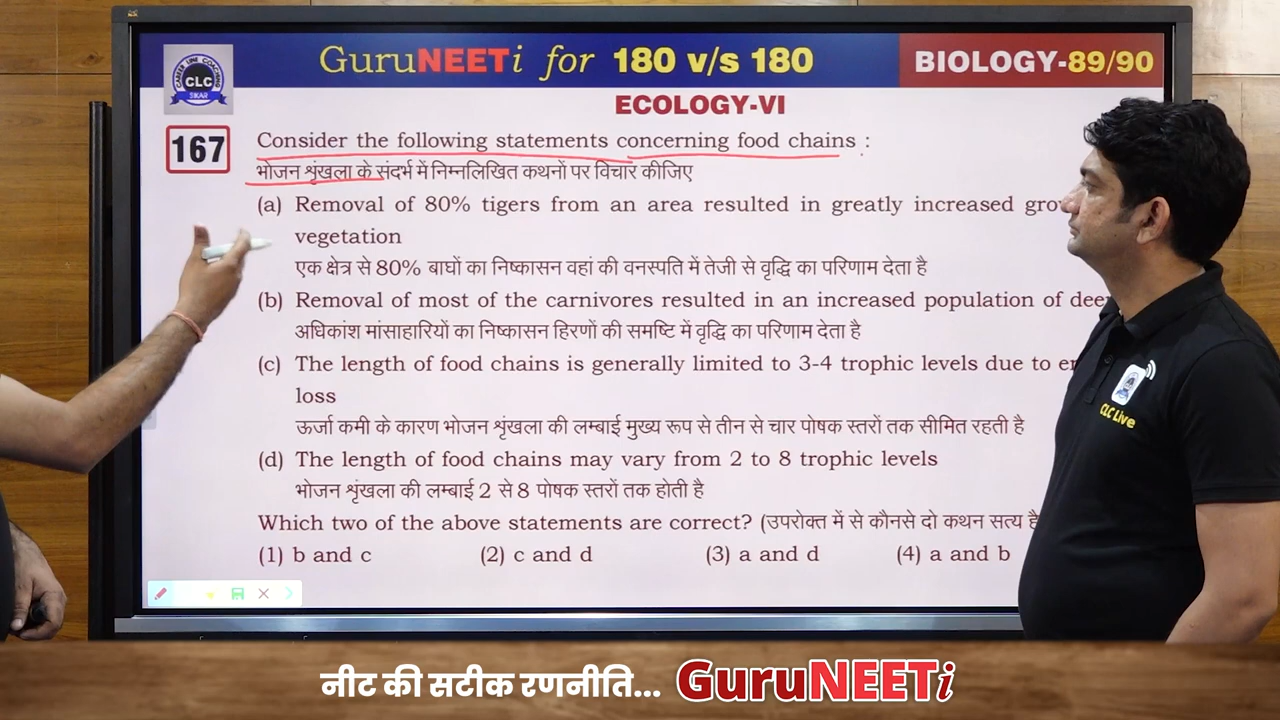 GuruNEETi for 180 v/s 180
BIOLOGY-89/90
CAREER LINE COACHING
CLC
SIKAR
ECOLOGY-VI
167
Consider the following statements concerning food chains :
भोजन श्रृंखला के संदर्भ में निम्नलिखित कथनों पर विचार कीजिए
(a) Removal of 80% tigers from an area resulted in greatly increased
vegetation
एक क्षेत्र से 80% बाघों का निष्कासन वहां की वनस्पति में तेजी से वृद्धि का परिणाम देता है
(b) Removal of most of the carnivores resulted in an increased population of
अधिकांश मांसाहारियों का निष्कासन हिरणों की समष्टि में वृद्धि का परिणाम देता है
(c) The length of food chains is generally limited to 3-4 trophic levels due to
loss
ऊर्जा कमी के कारण भोजन श्रृंखला की लम्बाई मुख्य रूप से तीन से चार पोषक स्तरों तक सीमित रहती है
(d) The length of food chains may vary from 2 to 8 trophic levels
भोजन श्रृंखला की लम्बाई 2 से 8 पोषक स्तरों तक होती है
Which two of the above statements are correct? (उपरोक्त में से कौनसे दो कथन सत्य है
(1) b and c (2) c and d (3) a and d (4) a and b
CLC Live
नीट की सटीक रणनीति... GuruNEETi